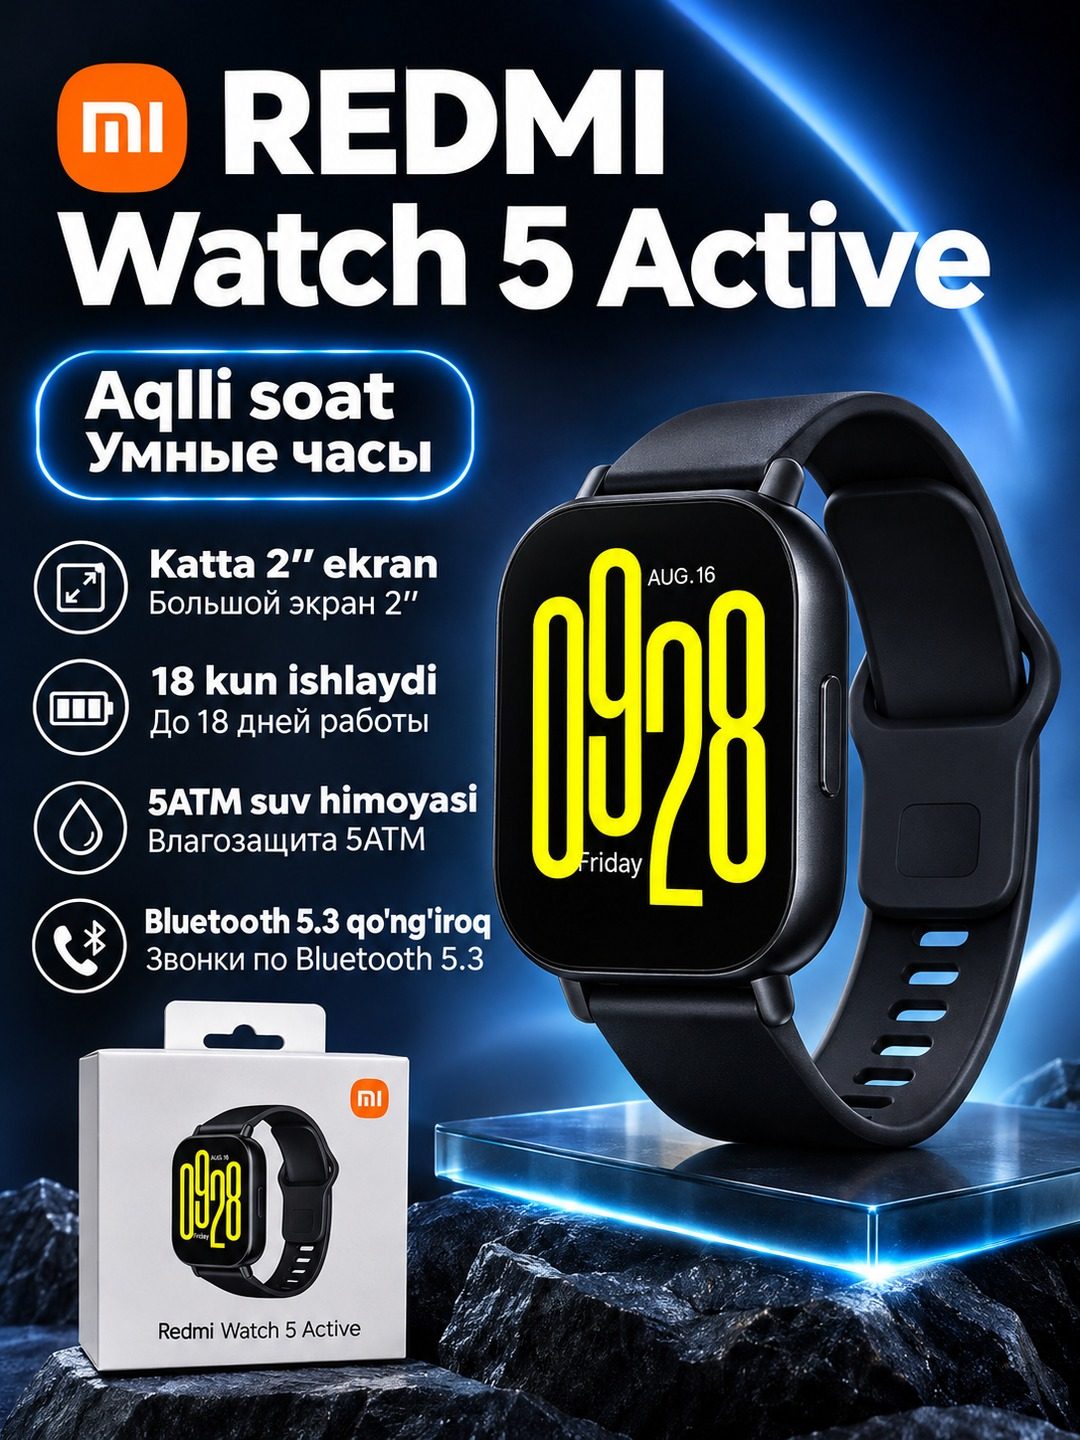 mi REDMI
Watch 5 Active
Aqlli soat
Умные часы
Katta 2″ ekran
Большой экран 2″
18 kun ishlaydi
До 18 дней работы
5ATM suv himoyasi
Влагозащита 5ATM
Bluetooth 5.3 qo'ng'iroq
Звонки по Bluetooth 5.3
AUG.16
0928
Friday
mi
AUG. 16
0928
Friday
Redmi Watch 5 Active